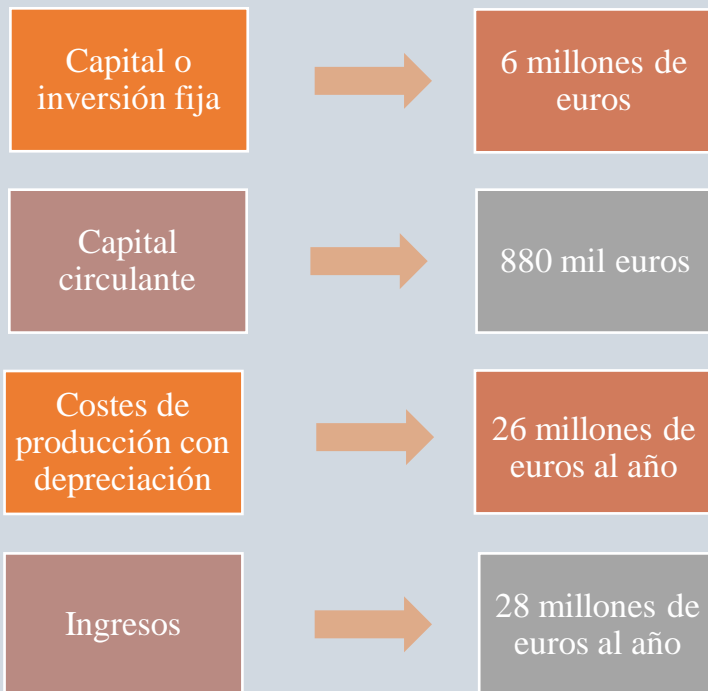 Capital o
inversión fija
6 millones de
euros
Capital
circulante
880 mil euros
Costes de
producción con
depreciación
26 millones de
euros al año
Ingresos
28 millones de
euros al año